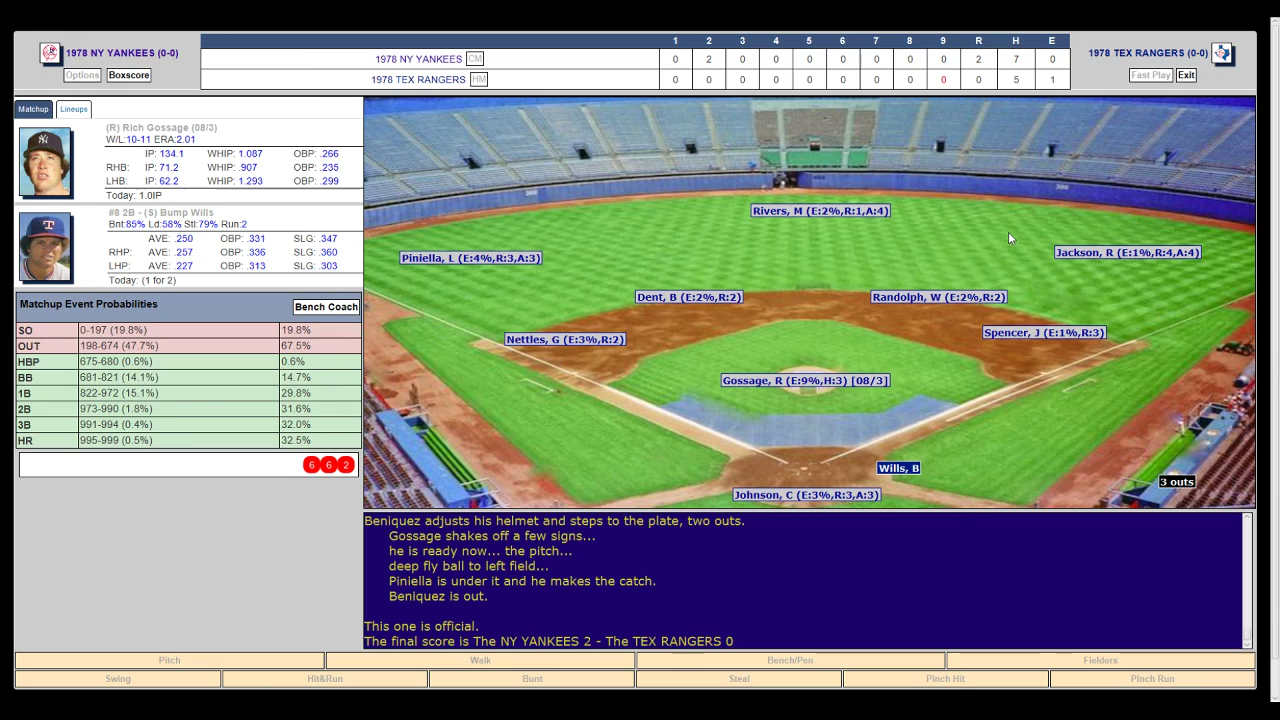 1978 NY YANKEES (0-0)
Options
Boxscore
1 2 3 4 5 6 7 8 9 R H E
1978 NY YANKEES CM 0 2 0 0 0 0 0 0 0 2 7 0
1978 TEX RANGERS HM 0 0 0 0 0 0 0 0 0 0 5 1
1978 TEX RANGERS (0-0)
Fast Play
Exit
Matchup
Lineups
(R) Rich Gossage (08/3)
W/L:10-11 ERA:2.01
IP: 134.1 WHIP: 1.087 OBP: .266
RHB: IP: 71.2 WHIP: .907 OBP: .235
LHB: IP: 62.2 WHIP: 1.293 OBP: .299
Today: 1.0IP
#8 2B - (S) Bump Wills
Bnt:85% Ld:58% Stl:79% Run:2
AVE: .250 OBP: .331 SLG: .347
RHP: AVE: .257 OBP: .336 SLG: .360
LHP: AVE: .227 OBP: .313 SLG: .303
Today: (1 for 2)
Matchup Event Probabilities
Bench Coach
SO 0-197 (19.8%) 19.8%
OUT 198-674 (47.7%) 67.5%
HBP 675-680 (0.6%) 0.6%
BB 681-821 (14.1%) 14.7%
1B 822-972 (15.1%) 29.8%
2B 973-990 (1.8%) 31.6%
3B 991-994 (0.4%) 32.0%
HR 995-999 (0.5%) 32.5%
6 6 2
Rivers, M (E:2%,R:1,A:4)
Piniella, L (E:4%,R:3,A:3)
Jackson, R (E:1%,R:4,A:4)
Dent, B (E:2%,R:2)
Randolph, W (E:2%,R:2)
Nettles, G (E:3%,R:2)
Spencer, J (E:1%,R:3)
Gossage, R (E:9%,H:3) [08/3]
Wills, B
3 outs
Johnson, C (E:3%,R:3,A:3)
Beniquez adjusts his helmet and steps to the plate, two outs.
Gossage shakes off a few signs...
he is ready now... the pitch...
deep fly ball to left field...
Piniella is under it and he makes the catch.
Beniquez is out.
This one is official.
The final score is The NY YANKEES 2 - The TEX RANGERS 0
Pitch
Walk
Bench/Pen
Fielders
Swing
Hit&Run
Bunt
Steal
Pinch Hit
PInch Run